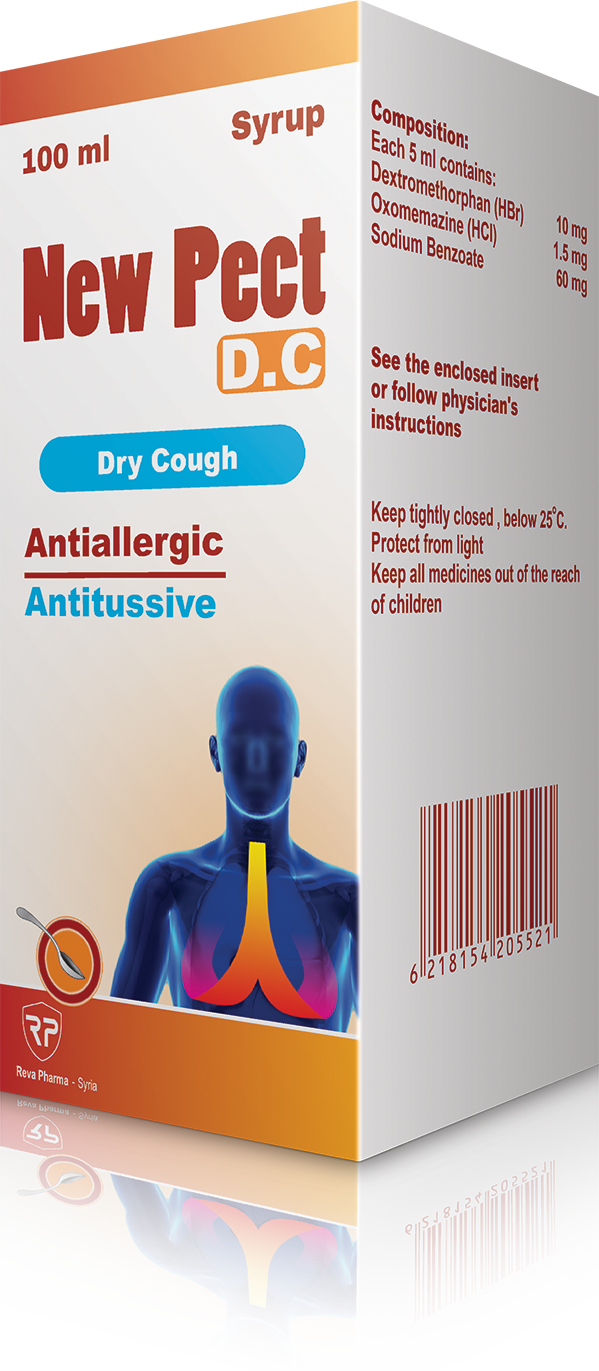 100 ml
Syrup
New Pect
D.C
Dry Cough
Antiallergic
Antitussive
RP
Reva Pharma - Syria
Composition:
Each 5 ml contains:
Dextromethorphan (HBr) 10 mg
Oxomemazine (HCl) 1.5 mg
Sodium Benzoate 60 mg
See the enclosed insert
or follow physician's
instructions
Keep tightly closed , below 25°C.
Protect from light
Keep all medicines out of the reach
of children
6 218154 205521